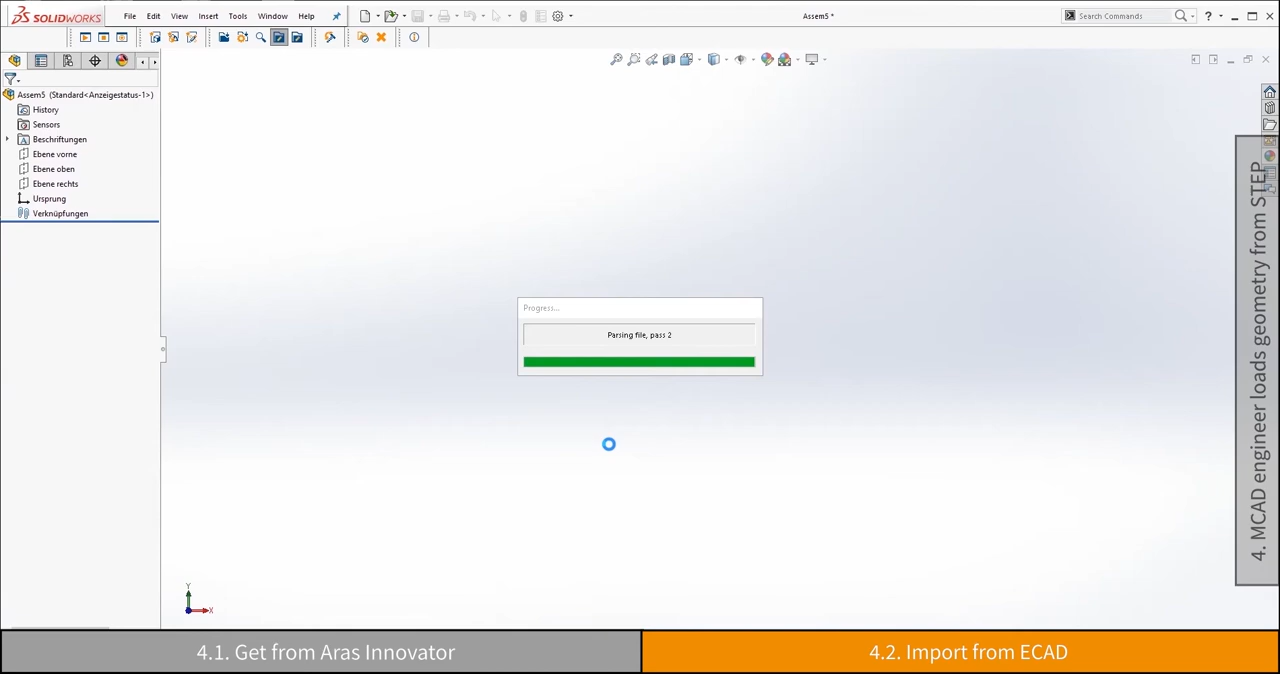 SOLIDWORKS
File Edit View Insert Tools Window Help
Assem5 *
Search Commands
Assem5 (Standard<Anzeigestatus-1>)
History
Sensors
Beschriftungen
Ebene vorne
Ebene oben
Ebene rechts
Ursprung
Verknüpfungen
Progress...
Parsing file, pass 2
Y
X
4. MCAD engineer loads geometry from STEP
4.1. Get from Aras Innovator
4.2. Import from ECAD